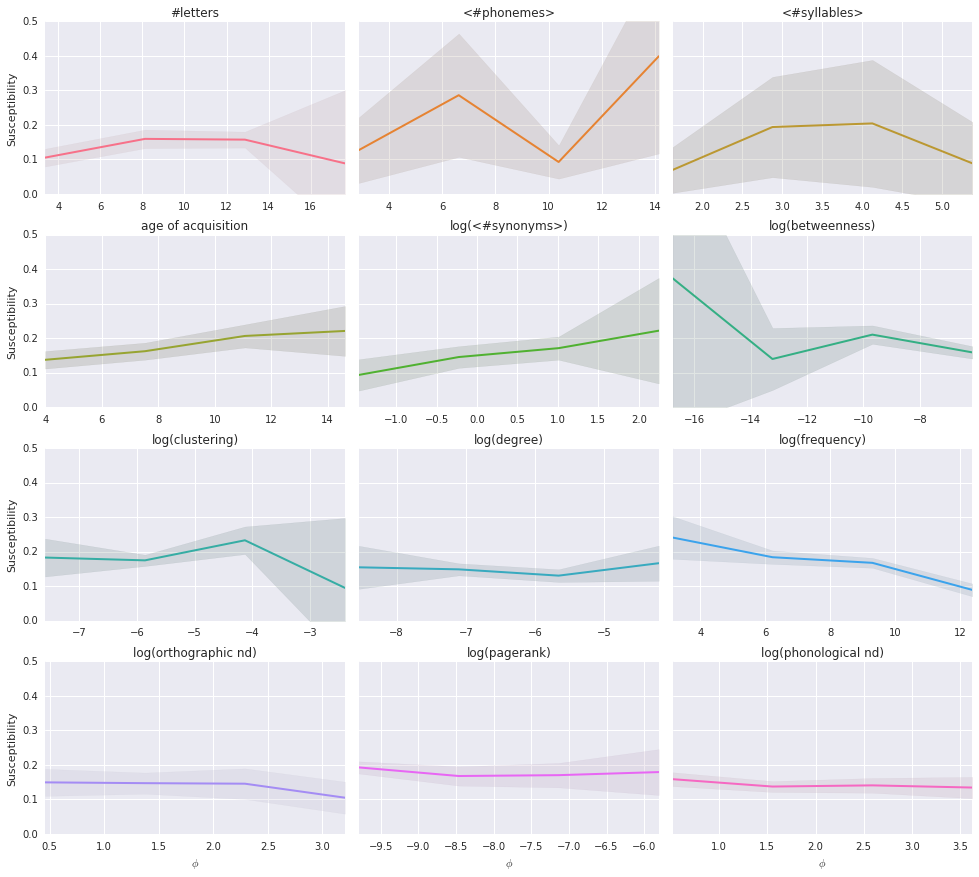 #letters <#phonemes> <#syllables>
0.5
0.4
0.3
0.2
0.1
0.0
Susceptibility
4 6 8 10 12 14 16
4 6 8 10 12 14
2.0 2.5 3.0 3.5 4.0 4.5 5.0
age of acquisition log(<#synonyms>) log(betweenness)
0.5
0.4
0.3
0.2
0.1
0.0
Susceptibility
4 6 8 10 12 14
−1.0 −0.5 0.0 0.5 1.0 1.5 2.0
−16 −14 −12 −10 −8
log(clustering) log(degree) log(frequency)
0.5
0.4
0.3
0.2
0.1
0.0
Susceptibility
−7 −6 −5 −4 −3
−8 −7 −6 −5
4 6 8 10 12
log(orthographic nd) log(pagerank) log(phonological nd)
0.5
0.4
0.3
0.2
0.1
0.0
Susceptibility
0.5 1.0 1.5 2.0 2.5 3.0
−9.5 −9.0 −8.5 −8.0 −7.5 −7.0 −6.5 −6.0
1.0 1.5 2.0 2.5 3.0 3.5
ϕ ϕ ϕ